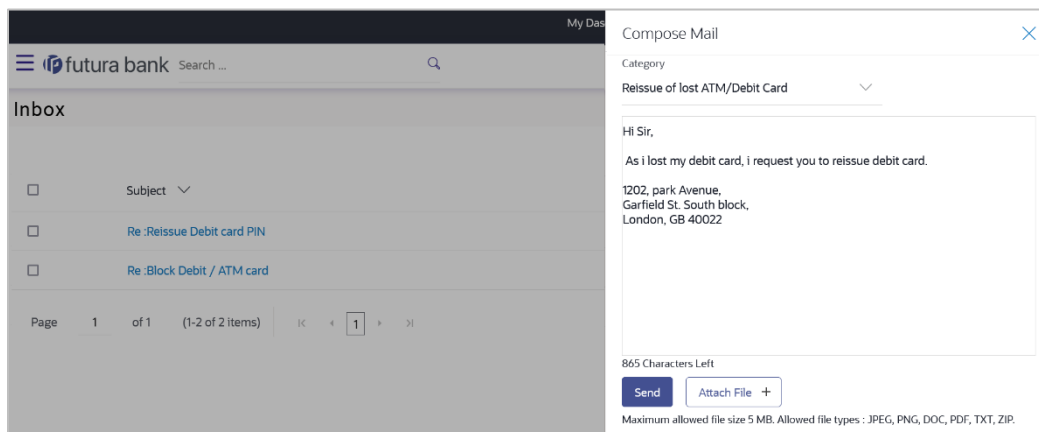 My Das
futura bank Search ...
Inbox
Subject
Re :Reissue Debit card PIN
Re :Block Debit / ATM card
Page 1 of 1 (1-2 of 2 items) 1
Compose Mail
Category
Reissue of lost ATM/Debit Card
Hi Sir,
As i lost my debit card, i request you to reissue debit card.
1202, park Avenue,
Garfield St. South block,
London, GB 40022
865 Characters Left
Send Attach File +
Maximum allowed file size 5 MB. Allowed file types : JPEG, PNG, DOC, PDF, TXT, ZIP.